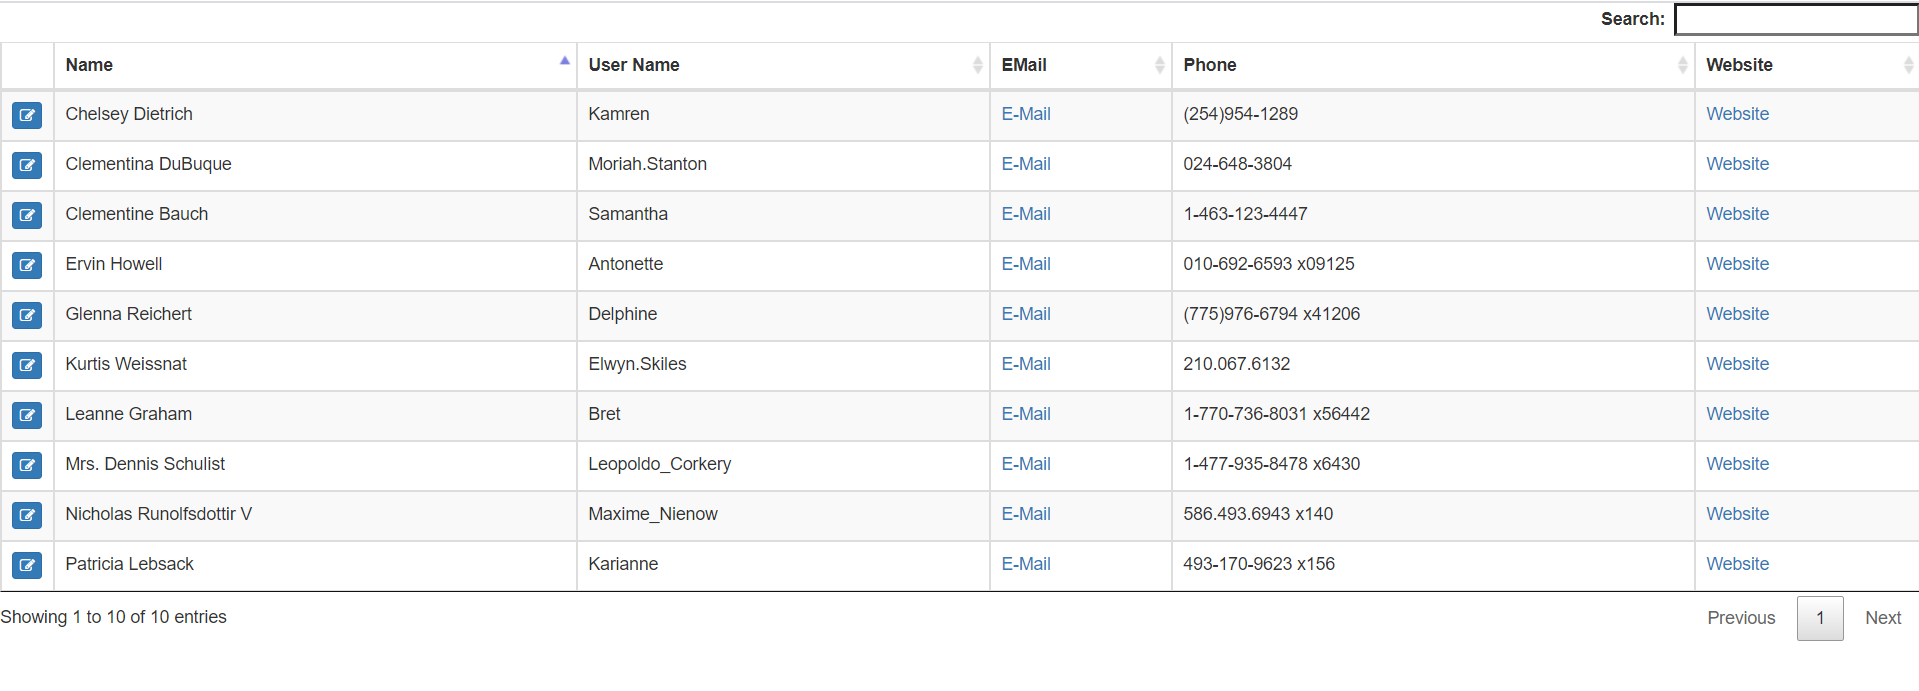 Search:
Name User Name EMail Phone Website
Chelsey Dietrich Kamren E-Mail (254)954-1289 Website
Clementina DuBuque Moriah.Stanton E-Mail 024-648-3804 Website
Clementine Bauch Samantha E-Mail 1-463-123-4447 Website
Ervin Howell Antonette E-Mail 010-692-6593 x09125 Website
Glenna Reichert Delphine E-Mail (775)976-6794 x41206 Website
Kurtis Weissnat Elwyn.Skiles E-Mail 210.067.6132 Website
Leanne Graham Bret E-Mail 1-770-736-8031 x56442 Website
Mrs. Dennis Schulist Leopoldo_Corkery E-Mail 1-477-935-8478 x6430 Website
Nicholas Runolfsdottir V Maxime_Nienow E-Mail 586.493.6943 x140 Website
Patricia Lebsack Karianne E-Mail 493-170-9623 x156 Website
Showing 1 to 10 of 10 entries Previous 1 Next